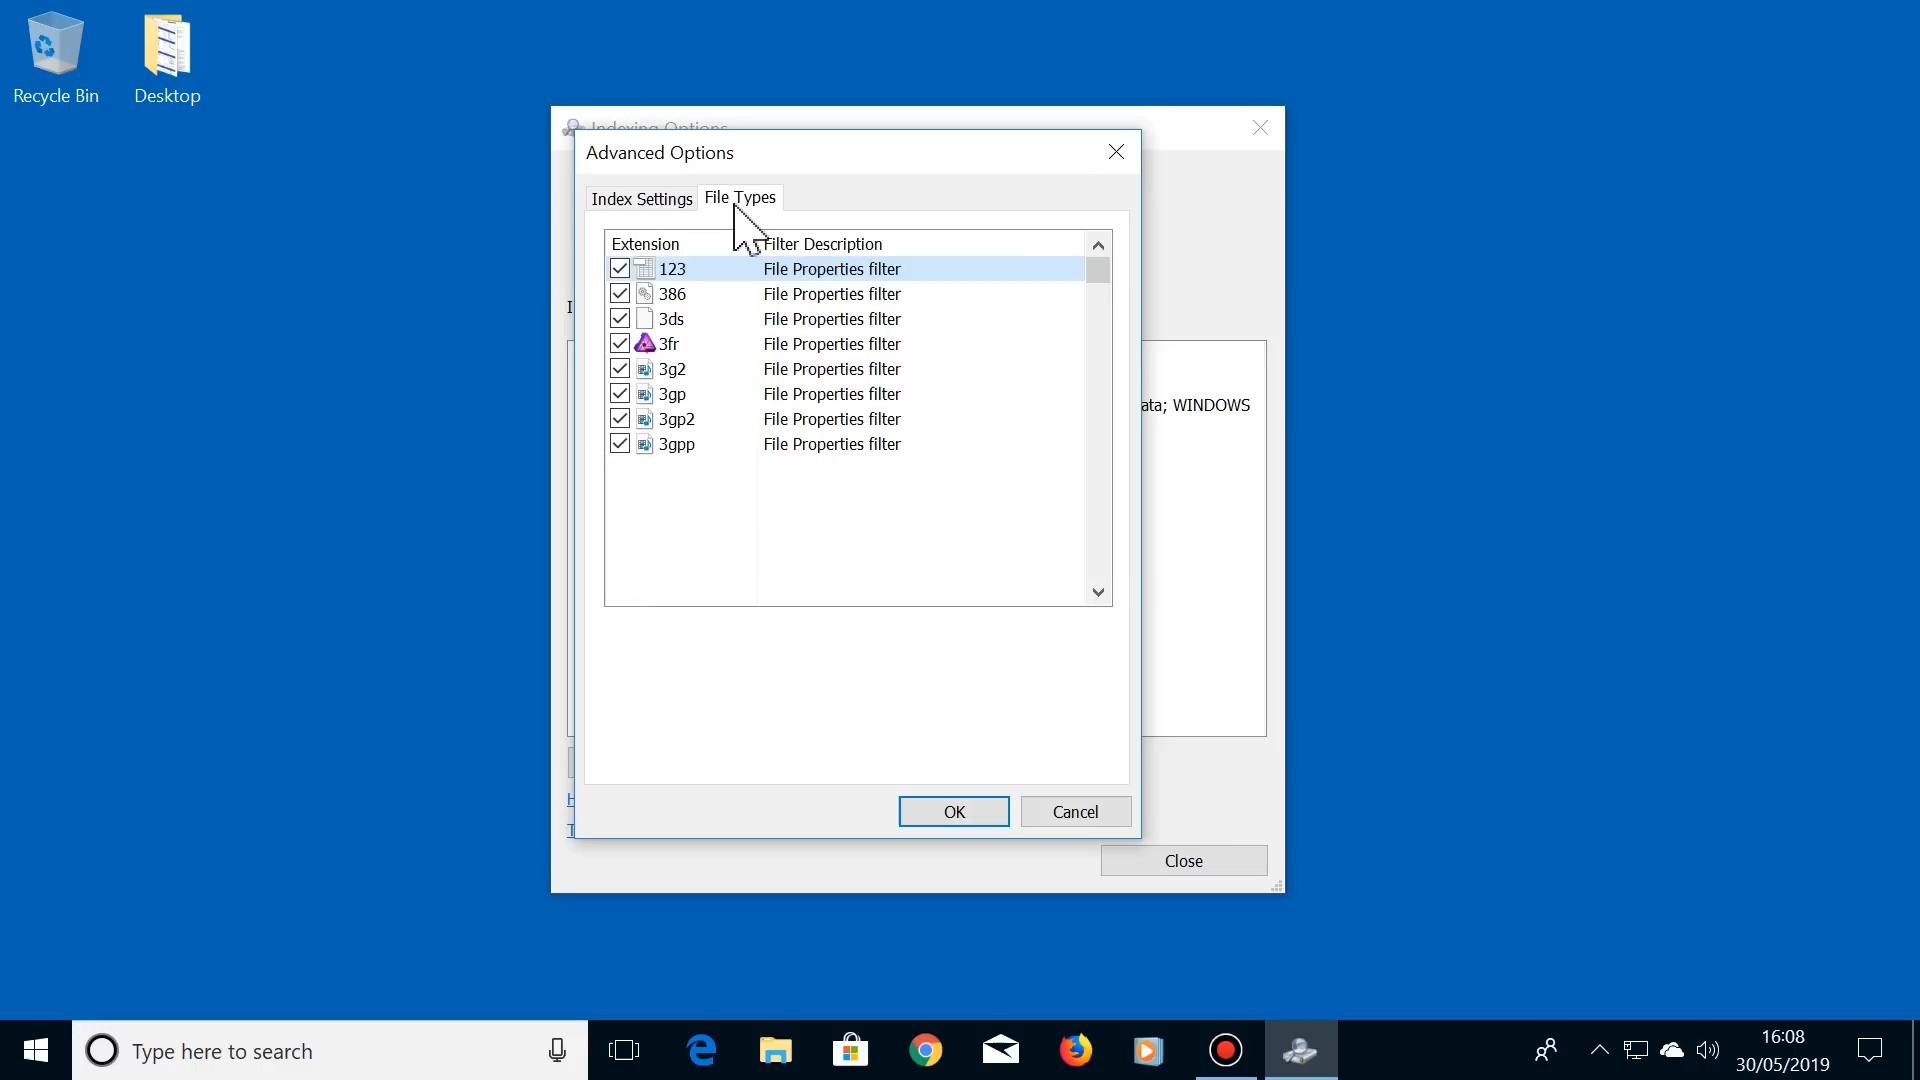 Recycle Bin
Desktop
Indexing Options
Advanced Options
Index Settings
File Types
Extension
Filter Description
123 File Properties filter
386 File Properties filter
3ds File Properties filter
3fr File Properties filter
3g2 File Properties filter
3gp File Properties filter
3gp2 File Properties filter
3gpp File Properties filter
I
ata; WINDOWS
H
T
OK
Cancel
Close
Type here to search
16:08
30/05/2019